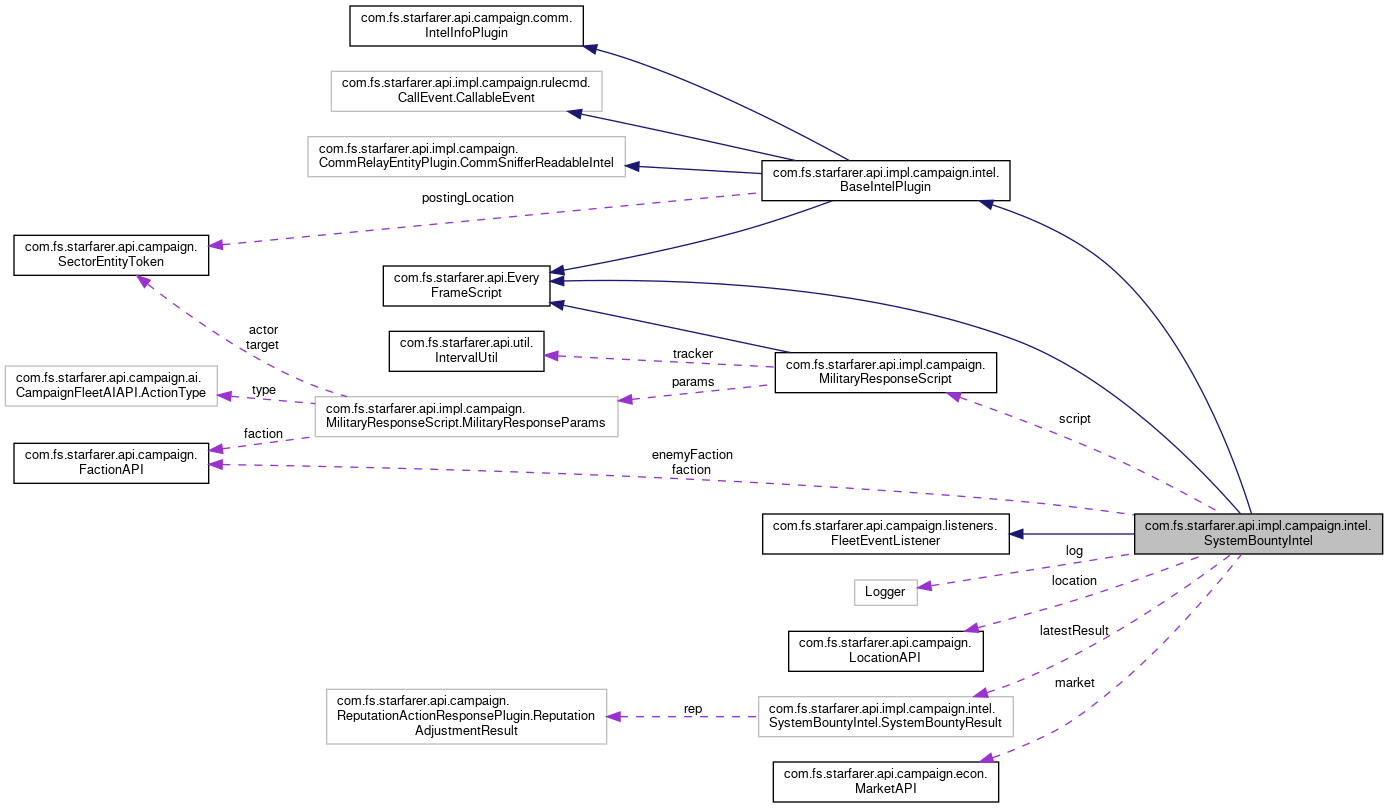 com.fs.starfarer.api.campaign.comm.
IntelInfoPlugin
com.fs.starfarer.api.impl.campaign.rulecmd.
CallEvent.CallableEvent
com.fs.starfarer.api.impl.campaign.
CommRelayEntityPlugin.CommSnifferReadableIntel
com.fs.starfarer.api.impl.campaign.intel.
BaseIntelPlugin
postingLocation
com.fs.starfarer.api.campaign.
SectorEntityToken
com.fs.starfarer.api.Every
FrameScript
actor
target
com.fs.starfarer.api.util.
IntervalUtil
tracker
com.fs.starfarer.api.impl.campaign.
MilitaryResponseScript
com.fs.starfarer.api.campaign.ai.
CampaignFleetAIAPI.ActionType
type
params
com.fs.starfarer.api.impl.campaign.
MilitaryResponseScript.MilitaryResponseParams
script
faction
com.fs.starfarer.api.campaign.
FactionAPI
enemyFaction
faction
com.fs.starfarer.api.campaign.listeners.
FleetEventListener
com.fs.starfarer.api.impl.campaign.intel.
SystemBountyIntel
log
Logger
location
com.fs.starfarer.api.campaign.
LocationAPI
latestResult
market
com.fs.starfarer.api.campaign.
ReputationActionResponsePlugin.Reputation
AdjustmentResult
rep
com.fs.starfarer.api.impl.campaign.intel.
SystemBountyIntel.SystemBountyResult
com.fs.starfarer.api.campaign.econ.
MarketAPI